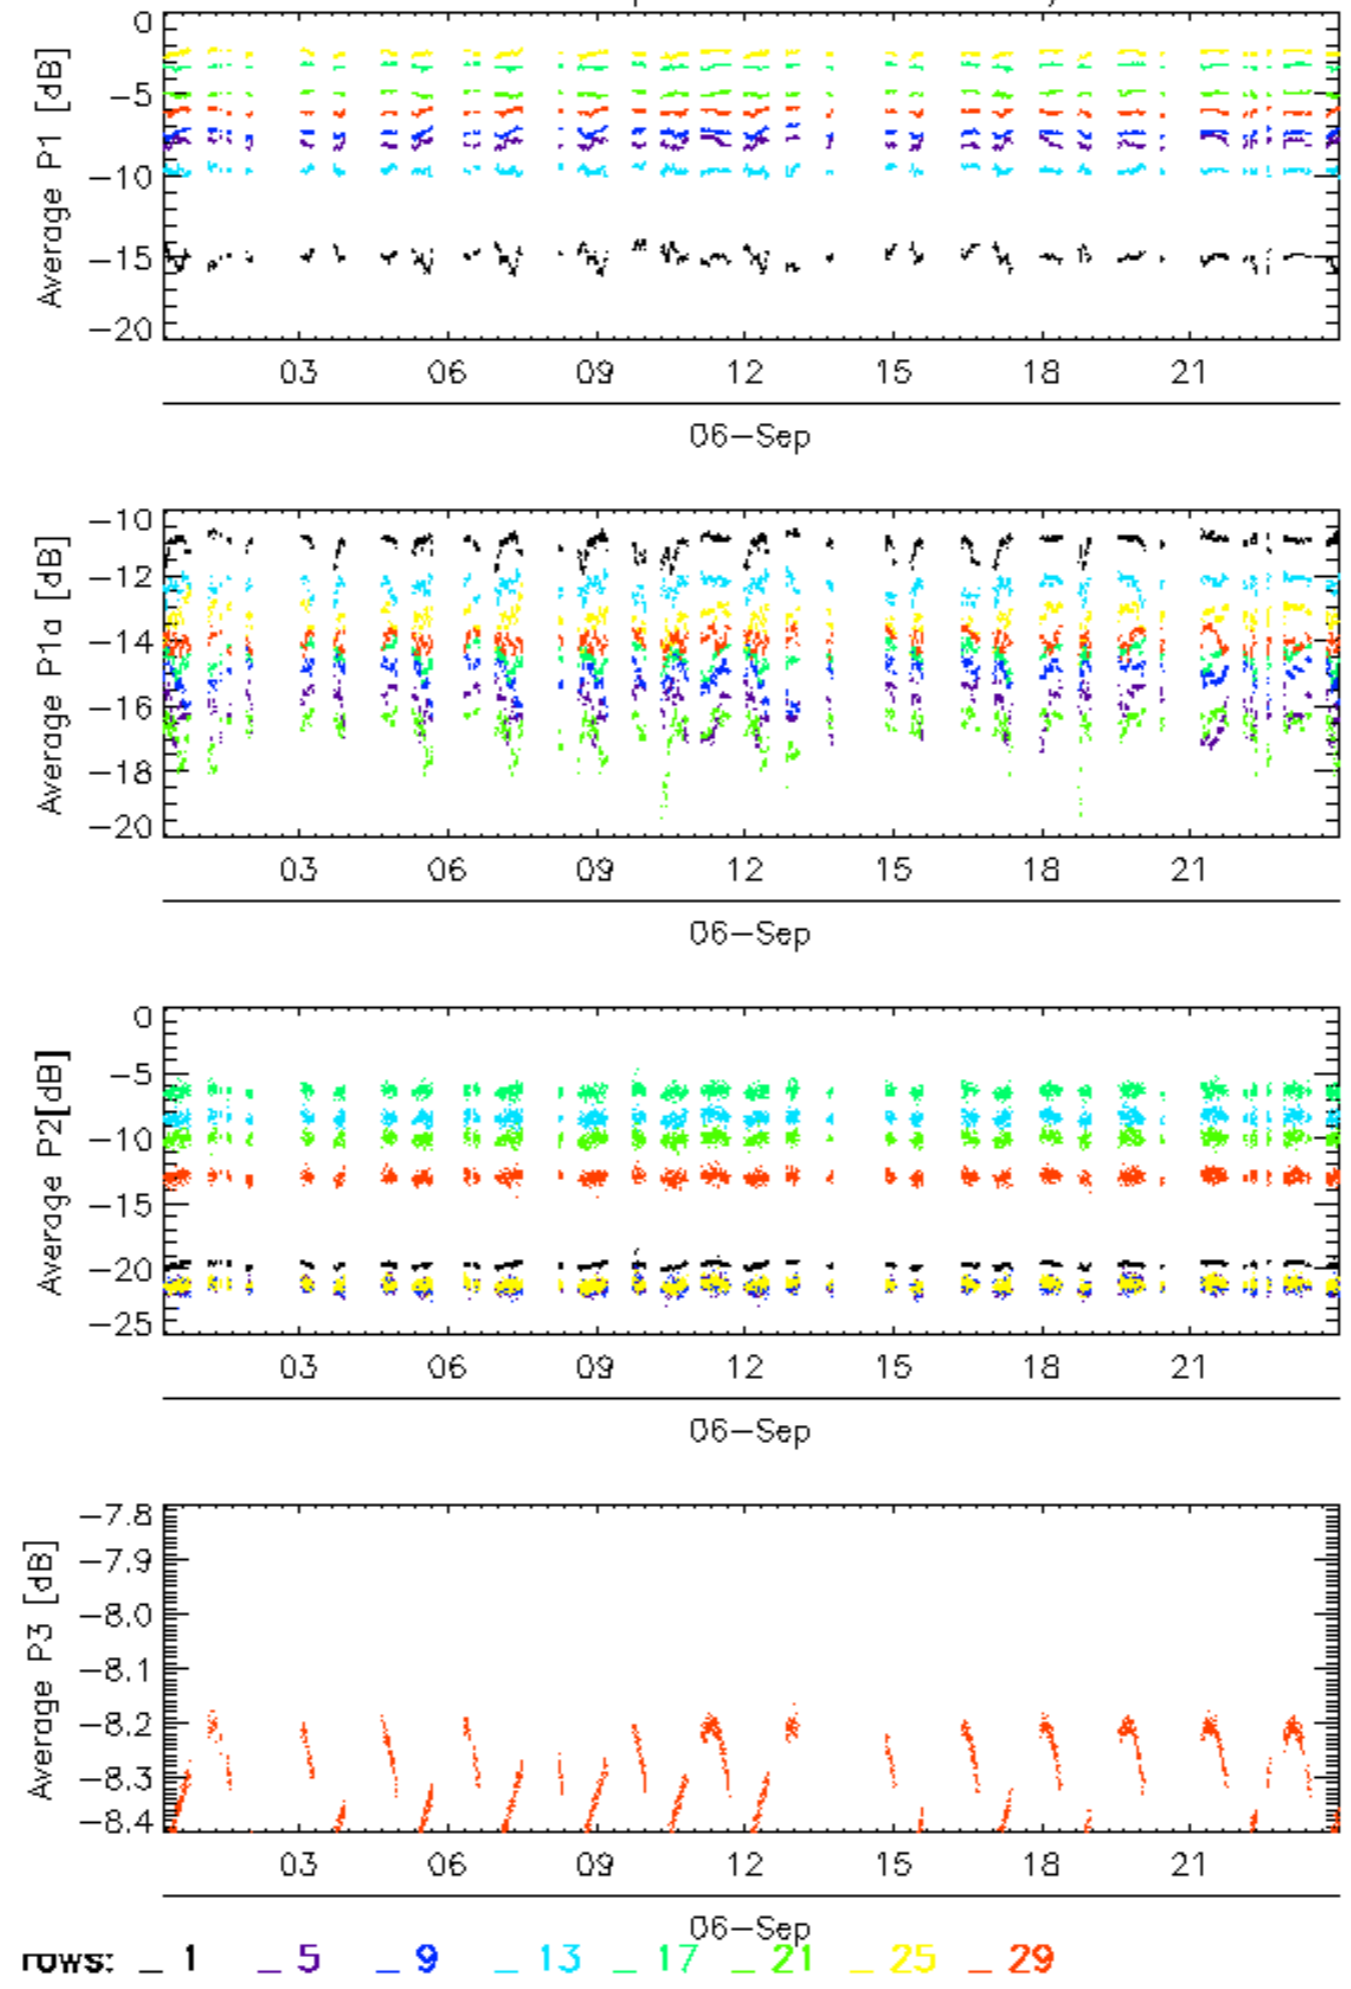 0
−5
−10
−15
−20
Average P1 [dB]
03 06 09 12 15 18 21
06−Sep
−10
−12
−14
−16
−18
−20
Average P1a [dB]
03 06 09 12 15 18 21
06−Sep
0
−5
−10
−15
−20
−25
Average P2[dB]
03 06 09 12 15 18 21
06−Sep
−7.8
−7.9
−8.0
−8.1
−8.2
−8.3
−8.4
Average P3 [dB]
03 06 09 12 15 18 21
06−Sep
rows: _ 1 _ 5 _ 9 _ 13 _ 17 _ 21 _ 25 _ 29